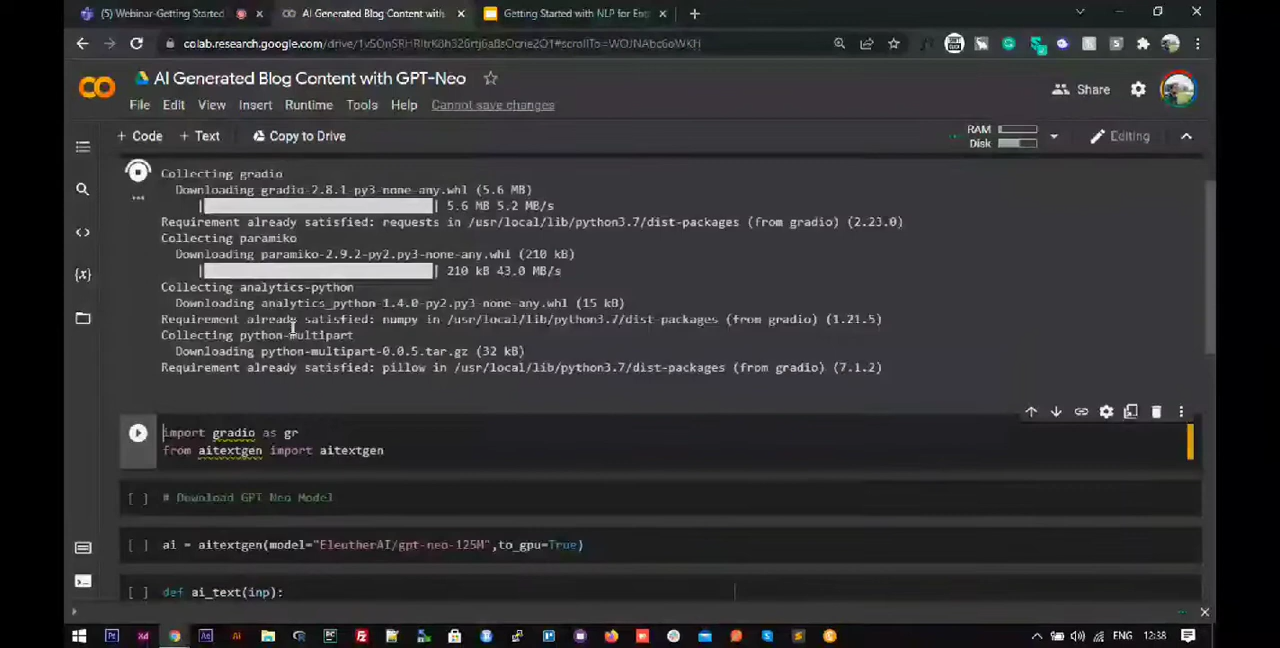 (5) Webinar-Getting Started
AI Generated Blog Content with
Getting Started with NLP for En
colab.research.google.com/drive/
AI Generated Blog Content with GPT-Neo
File Edit View Insert Runtime Tools Help Cannot save changes
Share
+ Code + Text Copy to Drive
RAM
Disk
Editing
Collecting gradio
Downloading gradio-2.8.1-py3-none-any.whl (5.6 MB)
| | 5.6 MB 5.2 MB/s
Requirement already satisfied: requests in /usr/local/lib/python3.7/dist-packages (from gradio) (2.23.0)
Collecting paramiko
Downloading paramiko-2.9.2-py2.py3-none-any.whl (210 kB)
| | 210 kB 43.0 MB/s
Collecting analytics-python
Downloading analytics_python-1.4.0-py2.py3-none-any.whl (15 kB)
Requirement already satisfied: numpy in /usr/local/lib/python3.7/dist-packages (from gradio) (1.21.5)
Collecting python-multipart
Downloading python-multipart-0.0.5.tar.gz (32 kB)
Requirement already satisfied: pillow in /usr/local/lib/python3.7/dist-packages (from gradio) (7.1.2)
import gradio as gr
from aitextgen import aitextgen
[ ] # Download GPT Neo Model
[ ] ai = aitextgen(model="EleutherAI/gpt-neo-125M",to_gpu=True)
[ ] def ai_text(inp):
ENG 12:38